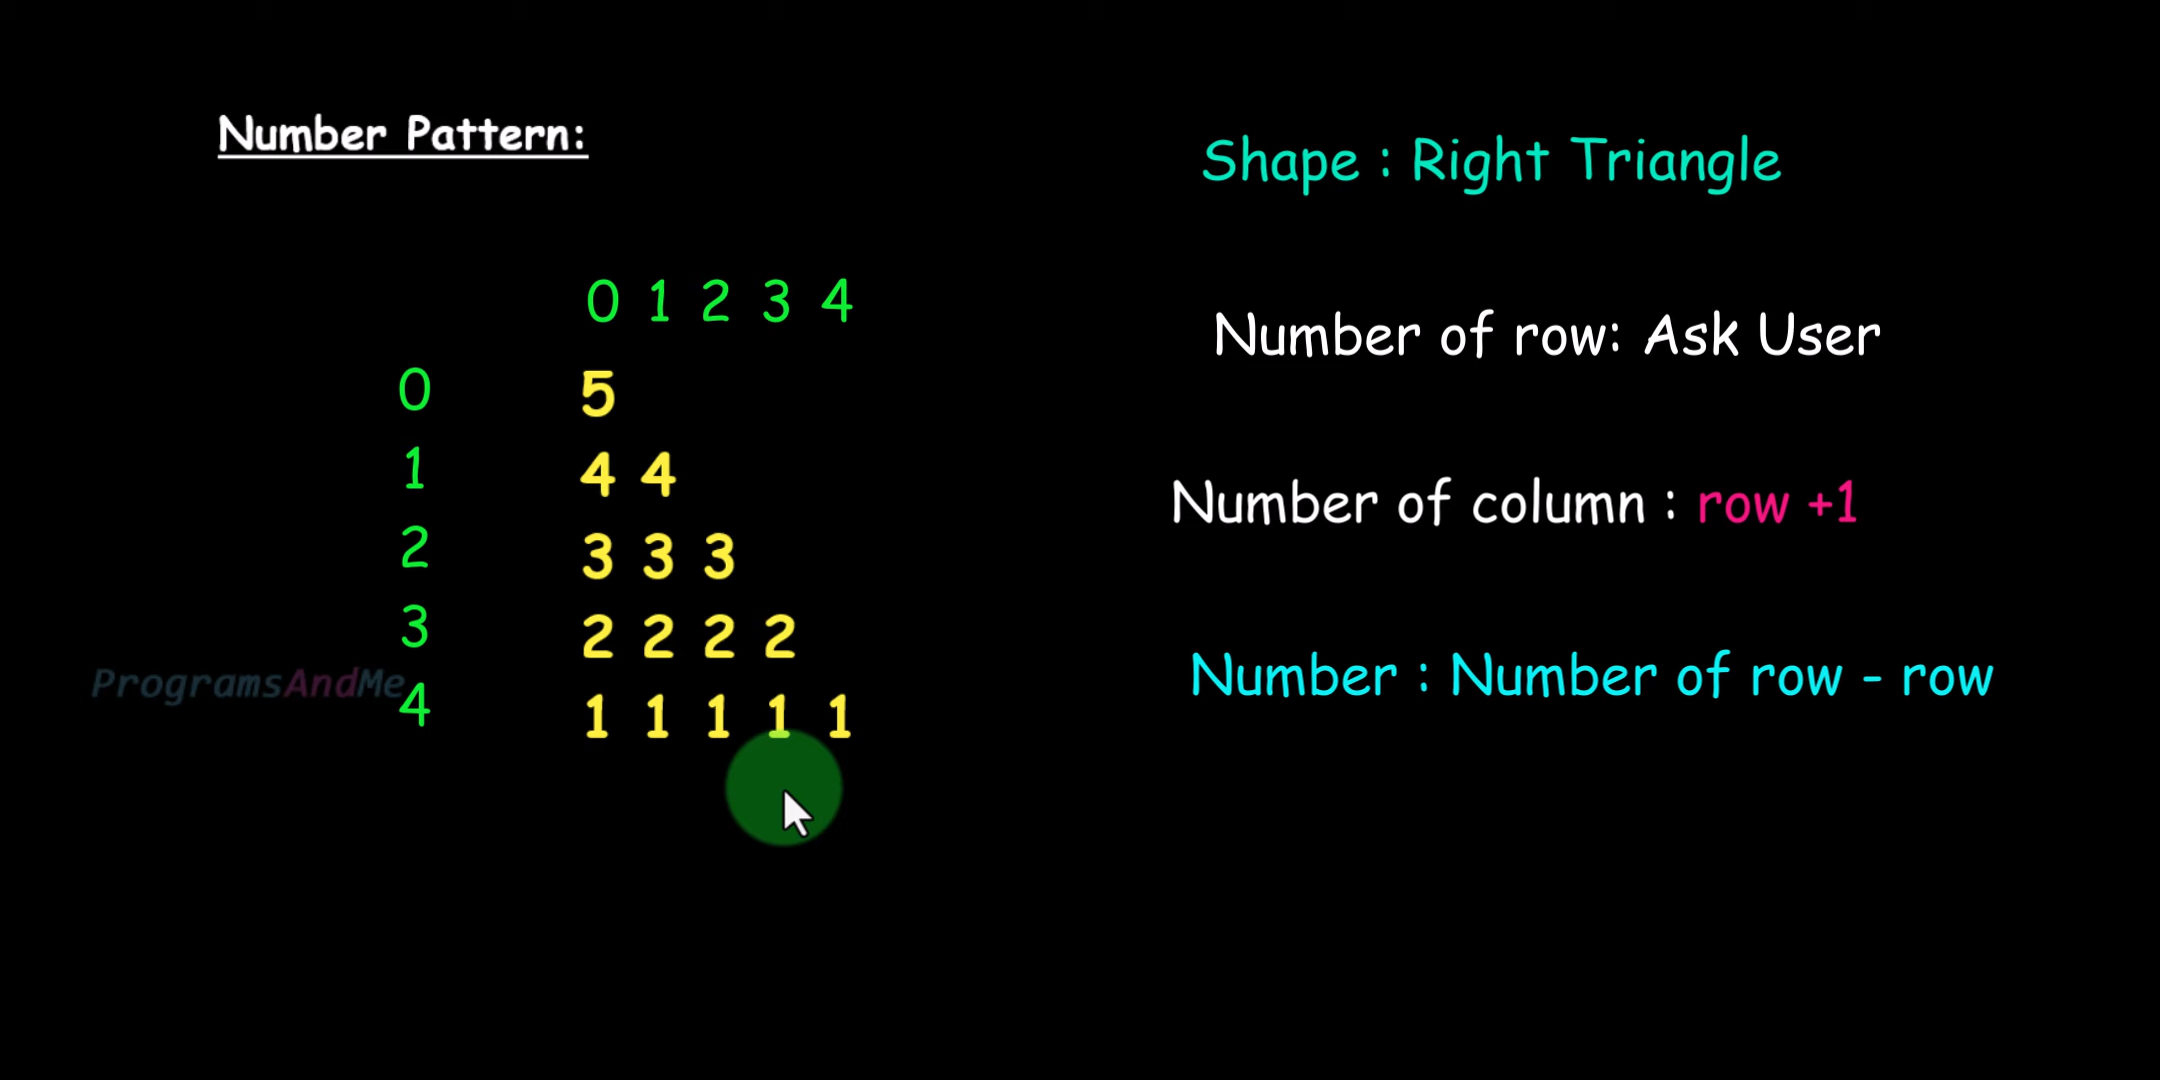 Number Pattern:
Shape : Right Triangle
0 1 2 3 4
Number of row: Ask User
0 5
1 4 4
Number of column : row +1
2 3 3 3
3 2 2 2 2
Number : Number of row - row
ProgramsAndMe
4 1 1 1 1 1